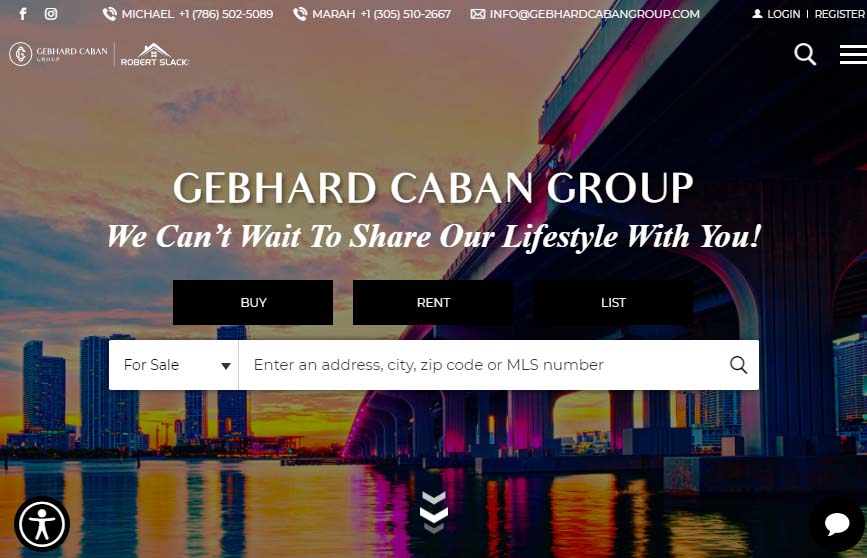 MICHAEL +1 (786) 502-5089 MARAH +1 (305) 510-2667 INFO@GEBHARDCABANGROUP.COM LOGIN | REGISTER
GEBHARD CABAN
GROUP
ROBERT SLACK
GEBHARD CABAN GROUP
We Can't Wait To Share Our Lifestyle With You!
BUY RENT LIST
For Sale Enter an address, city, zip code or MLS number